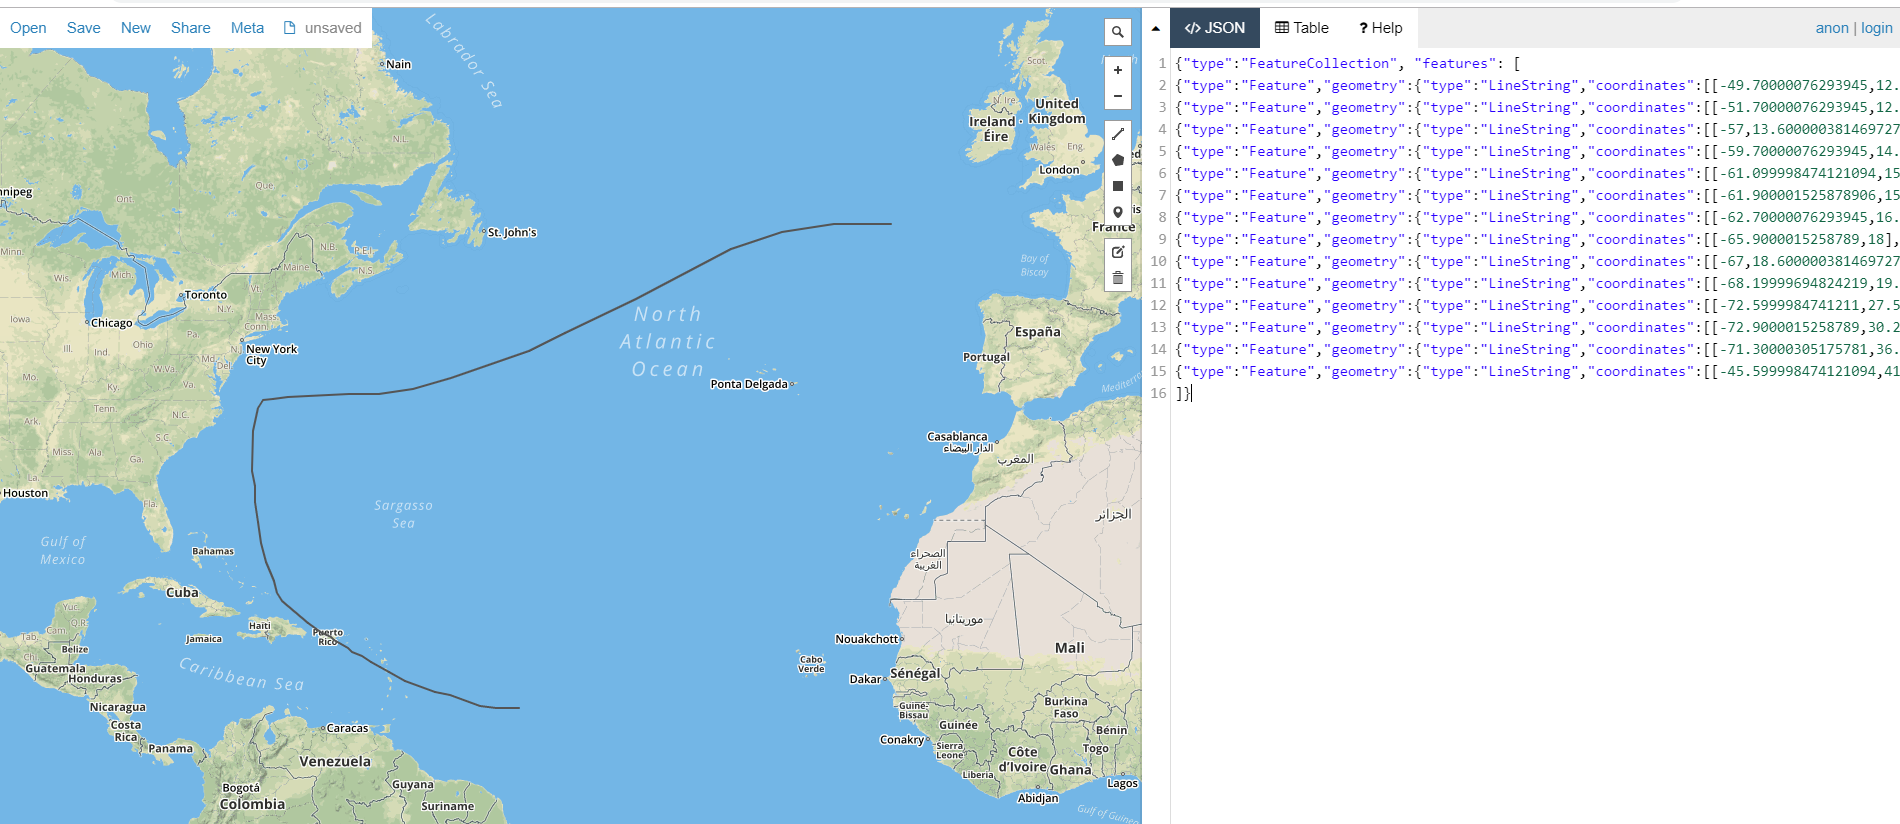 Open Save New Share Meta unsaved
</> JSON Table ? Help
anon | login
Labrador Sea
Nain
Scot.
N. Ire.
United
Kingdom
Ireland
Éire
Wales Eng.
London
N.L.
Que.
Ont.
nnipeg
France
St. John's
P.E.I.
N.B.
N.S.
Maine
Minn.
Wis.
Mich.
Toronto
Vt.
N.Y.
Mass.
Conn.
Bay of
Biscay
North
Atlantic
Ocean
Iowa
Chicago
Pa.
N.J.
New York
City
Ohio
Ill. Ind.
W.Va.
Md.
Del.
Mo.
Ky.
Va.
España
Portugal
Ponta Delgada
Tenn.
N.C.
Ark.
S.C.
Miss. Ala.
Ga.
La.
Houston
Fla.
Casablanca
الدار البيضاء
المغرب
Sargasso
Sea
الجزائر
Gulf of
Mexico
Bahamas
الصحراء
الغربية
Cuba
موريتانيا
Yuc.
Q.R.
Cam.
Tab.
Chi.
Haïti
Puerto
Rico
Jamaica
Belize
Nouakchott
Mali
Guatemala
Honduras
Caribbean Sea
Cabo
Verde
Dakar
Sénégal
Nicaragua
Guiné-
Bissau
Burkina
Faso
Costa
Rica
Caracas
Guinée
Bénin
Panama
Conakry
Sierra
Leone
Togo
Venezuela
Côte
d'Ivoire
Ghana
Liberia
Guyana
Bogotá
Colombia
Suriname
Abidjan
Lagos
1 {"type":"FeatureCollection", "features": [
2 {"type":"Feature","geometry":{"type":"LineString","coordinates":[[-49.70000076293945,12.
3 {"type":"Feature","geometry":{"type":"LineString","coordinates":[[-51.70000076293945,12.
4 {"type":"Feature","geometry":{"type":"LineString","coordinates":[[-57,13.600000381469727
5 {"type":"Feature","geometry":{"type":"LineString","coordinates":[[-59.70000076293945,14.
6 {"type":"Feature","geometry":{"type":"LineString","coordinates":[[-61.099998474121094,15
7 {"type":"Feature","geometry":{"type":"LineString","coordinates":[[-61.900001525878906,15
8 {"type":"Feature","geometry":{"type":"LineString","coordinates":[[-62.70000076293945,16.
9 {"type":"Feature","geometry":{"type":"LineString","coordinates":[[-65.9000015258789,18],
10 {"type":"Feature","geometry":{"type":"LineString","coordinates":[[-67,18.600000381469727
11 {"type":"Feature","geometry":{"type":"LineString","coordinates":[[-68.19999694824219,19.
12 {"type":"Feature","geometry":{"type":"LineString","coordinates":[[-72.5999984741211,27.5
13 {"type":"Feature","geometry":{"type":"LineString","coordinates":[[-72.9000015258789,30.2
14 {"type":"Feature","geometry":{"type":"LineString","coordinates":[[-71.30000305175781,36.
15 {"type":"Feature","geometry":{"type":"LineString","coordinates":[[-45.599998474121094,41
16 ]}